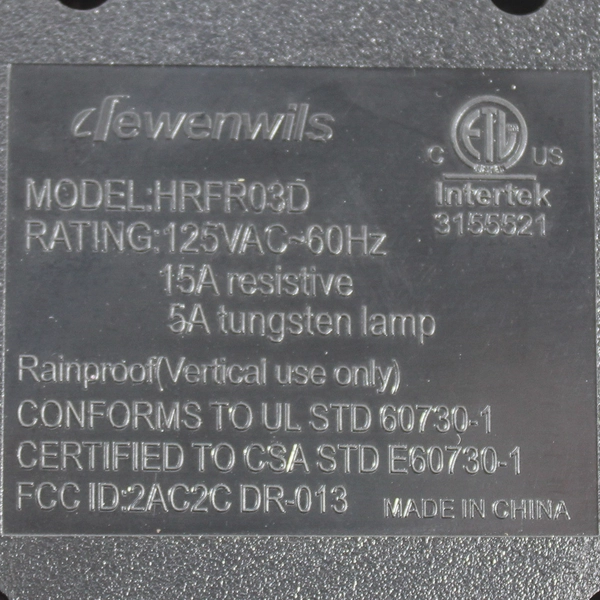 dewenwils
ETL
C US
Intertek
3155521
MODEL:HRFR03D
RATING:125VAC~60Hz
15A resistive
5A tungsten lamp
Rainproof(Vertical use only)
CONFORMS TO UL STD 60730-1
CERTIFIED TO CSA STD E60730-1
FCC ID:2AC2C DR-013
MADE IN CHINA